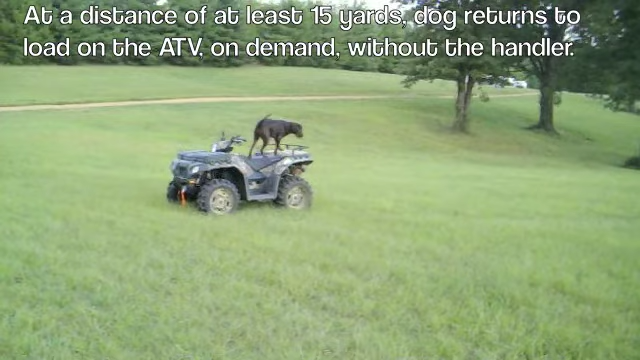 At a distance of at least 15 yards, dog returns to
load on the ATV, on demand, without the handler.